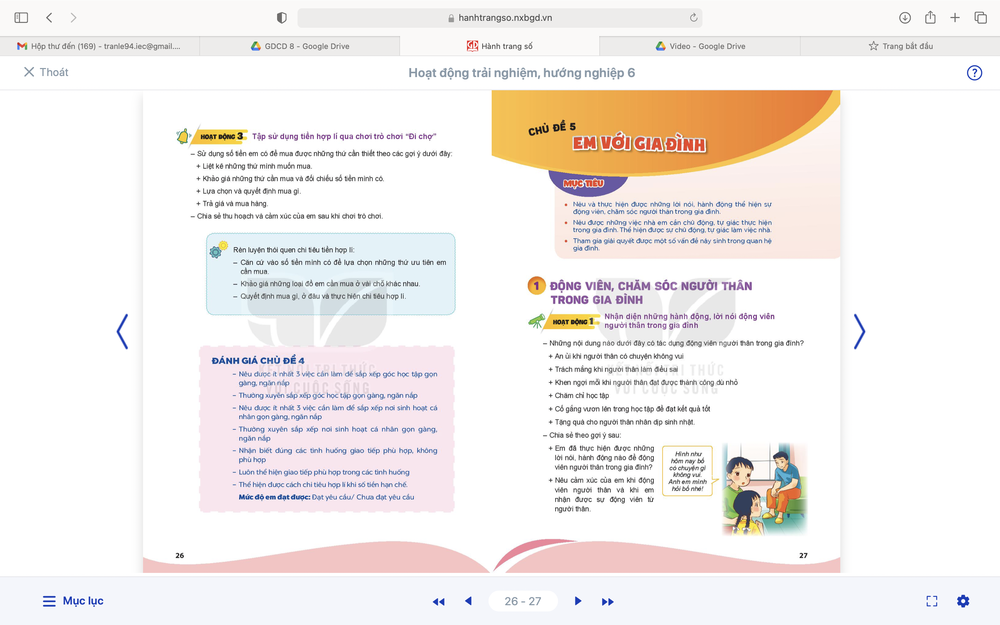 hanhtrangso.nxbgd.vn
Hộp thư đến (169) - tranle94.iec@gmail....
GDCD 8 - Google Drive
GD Hành trang số
Video - Google Drive
Trang bắt đầu
Thoát
Hoạt động trải nghiệm, hướng nghiệp 6
?
HOẠT ĐỘNG 3 Tập sử dụng tiền hợp lí qua chơi trò chơi “Đi chợ”
– Sử dụng số tiền em có để mua được những thứ cần thiết theo các gợi ý dưới đây:
+ Liệt kê những thứ mình muốn mua.
+ Khảo giá những thứ cần mua và đối chiếu số tiền mình có.
+ Lựa chọn và quyết định mua gì.
+ Trả giá và mua hàng.
– Chia sẻ thu hoạch và cảm xúc của em sau khi chơi trò chơi.
Rèn luyện thói quen chi tiêu tiền hợp lí:
– Căn cứ vào số tiền mình có để lựa chọn những thứ ưu tiên em
cần mua.
– Khảo giá những loại đồ em cần mua ở vài chỗ khác nhau.
– Quyết định mua gì, ở đâu và thực hiện chi tiêu hợp lí.
ĐÁNH GIÁ CHỦ ĐỀ 4
– Nêu được ít nhất 3 việc cần làm để sắp xếp góc học tập gọn
gàng, ngăn nắp
– Thường xuyên sắp xếp góc học tập gọn gàng, ngăn nắp
– Nêu được ít nhất 3 việc cần làm để sắp xếp nơi sinh hoạt cá
nhân gọn gàng, ngăn nắp
– Thường xuyên sắp xếp nơi sinh hoạt cá nhân gọn gàng,
ngăn nắp
– Nhận biết đúng các tình huống giao tiếp phù hợp, không
phù hợp
– Luôn thể hiện giao tiếp phù hợp trong các tình huống
– Thể hiện được cách chi tiêu hợp lí khi số tiền hạn chế.
Mức độ em đạt được: Đạt yêu cầu/ Chưa đạt yêu cầu
KẾT NỐI TRI THỨC
VỚI CUỘC SỐNG
26
CHỦ ĐỀ 5
EM VỚI GIA ĐÌNH
MỤC TIÊU
• Nêu và thực hiện được những lời nói, hành động thể hiện sự
động viên, chăm sóc người thân trong gia đình.
• Nêu được những việc nhà em cần chủ động, tự giác thực hiện
trong gia đình. Thể hiện được sự chủ động, tự giác làm việc nhà.
• Tham gia giải quyết được một số vấn đề nảy sinh trong quan hệ
gia đình.
1 ĐỘNG VIÊN, CHĂM SÓC NGƯỜI THÂN
TRONG GIA ĐÌNH
HOẠT ĐỘNG 1 Nhận diện những hành động, lời nói động viên
người thân trong gia đình
– Những nội dung nào dưới đây có tác dụng động viên người thân trong gia đình?
+ An ủi khi người thân có chuyện không vui
+ Trách mắng khi người thân làm điều sai
+ Khen ngợi mỗi khi người thân đạt được thành công dù nhỏ
+ Chăm chỉ học tập
+ Cố gắng vươn lên trong học tập để đạt kết quả tốt
+ Tặng quà cho người thân nhân dịp sinh nhật.
– Chia sẻ theo gợi ý sau:
+ Em đã thực hiện được những
lời nói, hành động nào để động
viên người thân trong gia đình?
+ Nêu cảm xúc của em khi động
viên người thân và khi em
nhận được sự động viên từ
người thân.
Hình như
hôm nay bố
có chuyện gì
không vui.
Anh em mình
hỏi bố nhé!
KẾT NỐI TRI THỨC
VỚI CUỘC SỐNG
27
Mục lục
26 - 27